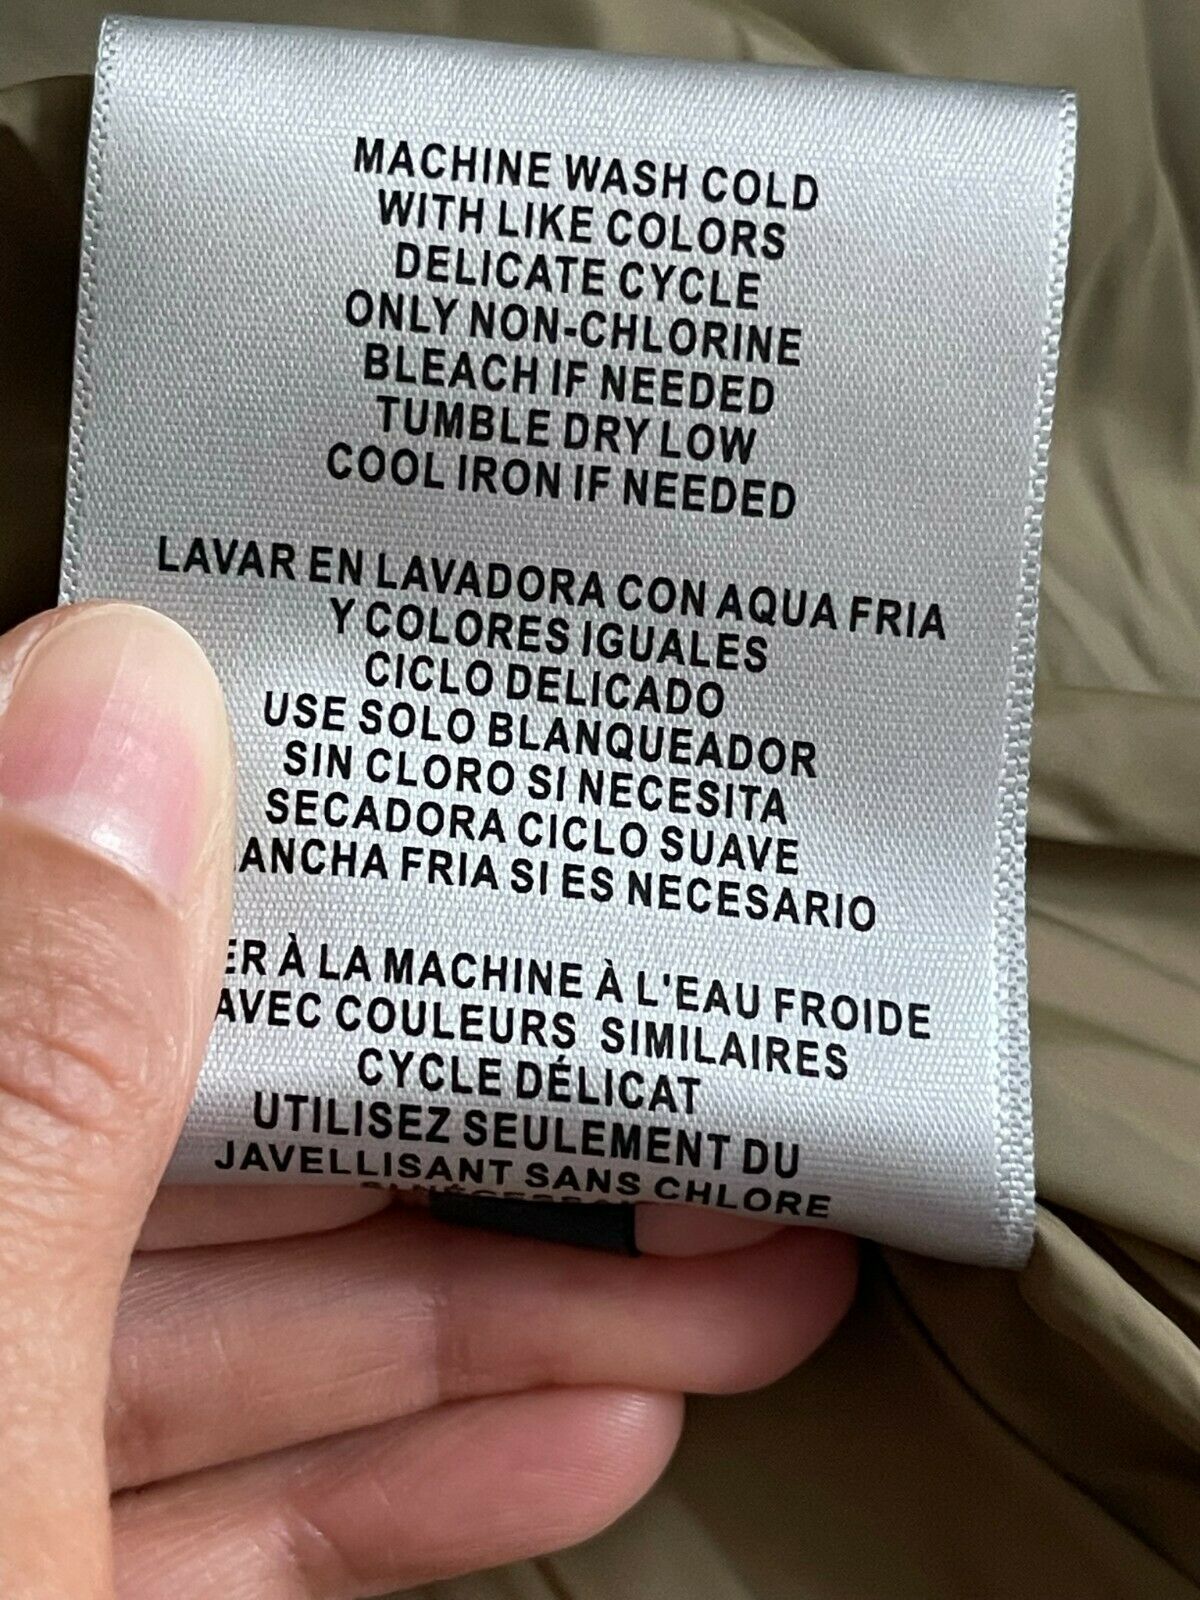 MACHINE WASH COLD
WITH LIKE COLORS
DELICATE CYCLE
ONLY NON-CHLORINE
BLEACH IF NEEDED
TUMBLE DRY LOW
COOL IRON IF NEEDED
LAVAR EN LAVADORA CON AQUA FRIA
Y COLORES IGUALES
CICLO DELICADO
USE SOLO BLANQUEADOR
SIN CLORO SI NECESITA
SECADORA CICLO SUAVE
ANCHA FRIA SI ES NECESARIO
ER À LA MACHINE À L'EAU FROIDE
AVEC COULEURS SIMILAIRES
CYCLE DÉLICAT
UTILISEZ SEULEMENT DU
JAVELLISANT SANS CHLORE